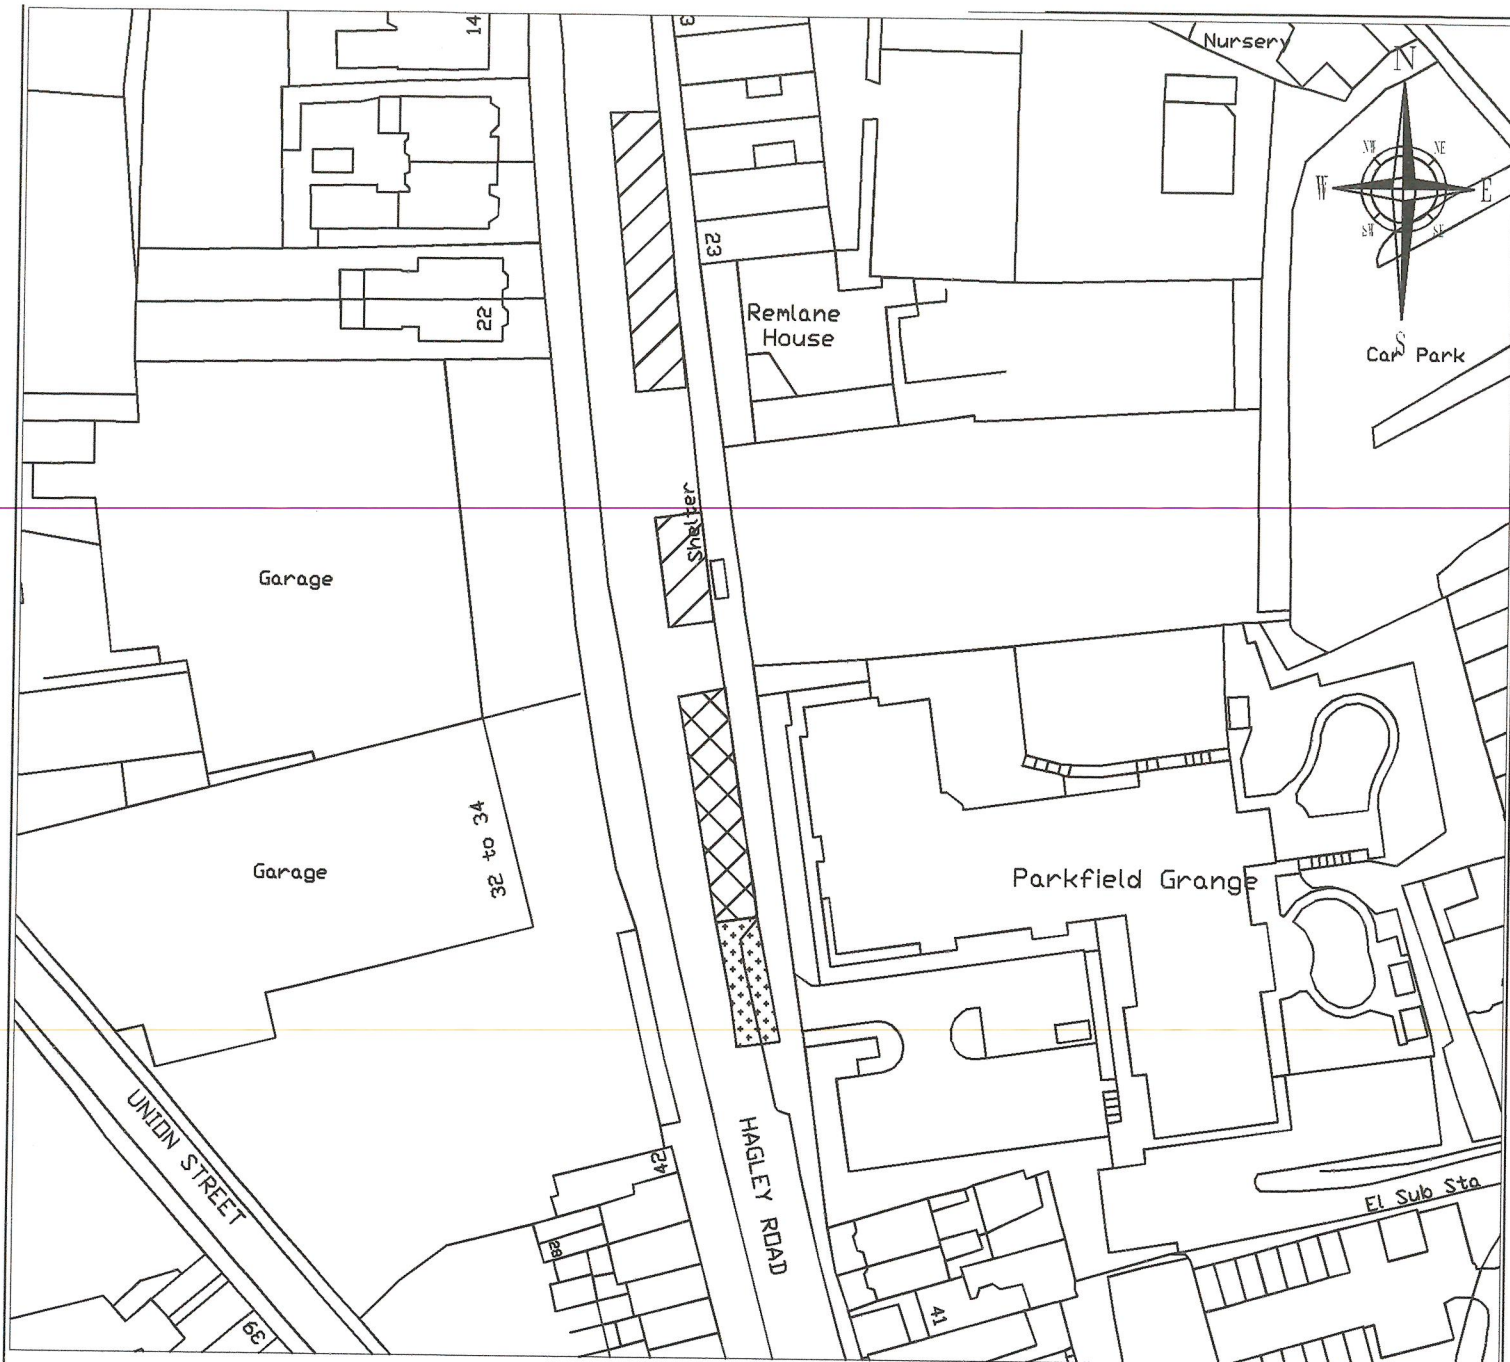 14
3
Nursery
N
NW
NE
W
E
SW
SE
S
23
22
Remlane
House
Car Park
Shelter
Garage
32 to 34
Garage
Parkfield Grange
UNION STREET
HAGLEY ROAD
42
28
El Sub Sta
39
41